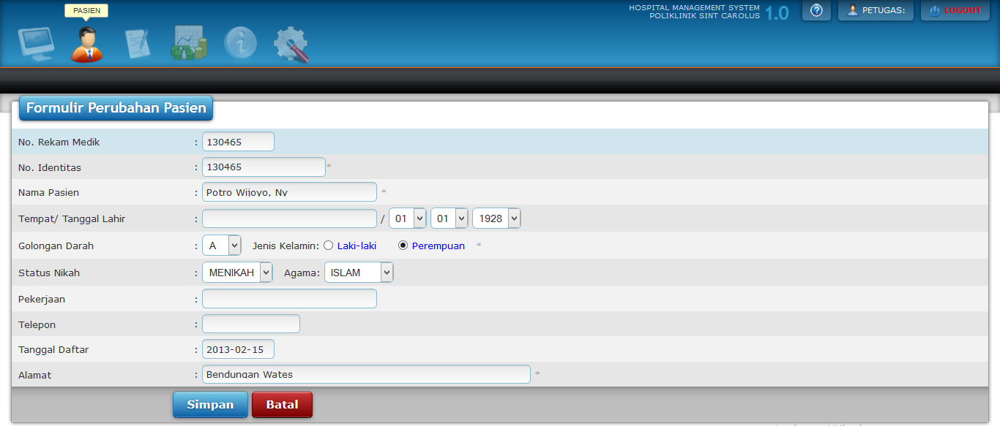 PASIEN
HOSPITAL MANAGEMENT SYSTEM
POLIKLINIK SINT CAROLUS
1.0
PETUGAS:
LOGOUT
Formulir Perubahan Pasien
No. Rekam Medik : 130465
No. Identitas : 130465 *
Nama Pasien : Potro Wijoyo, Ny *
Tempat/ Tanggal Lahir : / 01 01 1928
Golongan Darah : A Jenis Kelamin: Laki-laki Perempuan *
Status Nikah : MENIKAH Agama: ISLAM
Pekerjaan :
Telepon :
Tanggal Daftar : 2013-02-15
Alamat : Bendungan Wates *
Simpan Batal